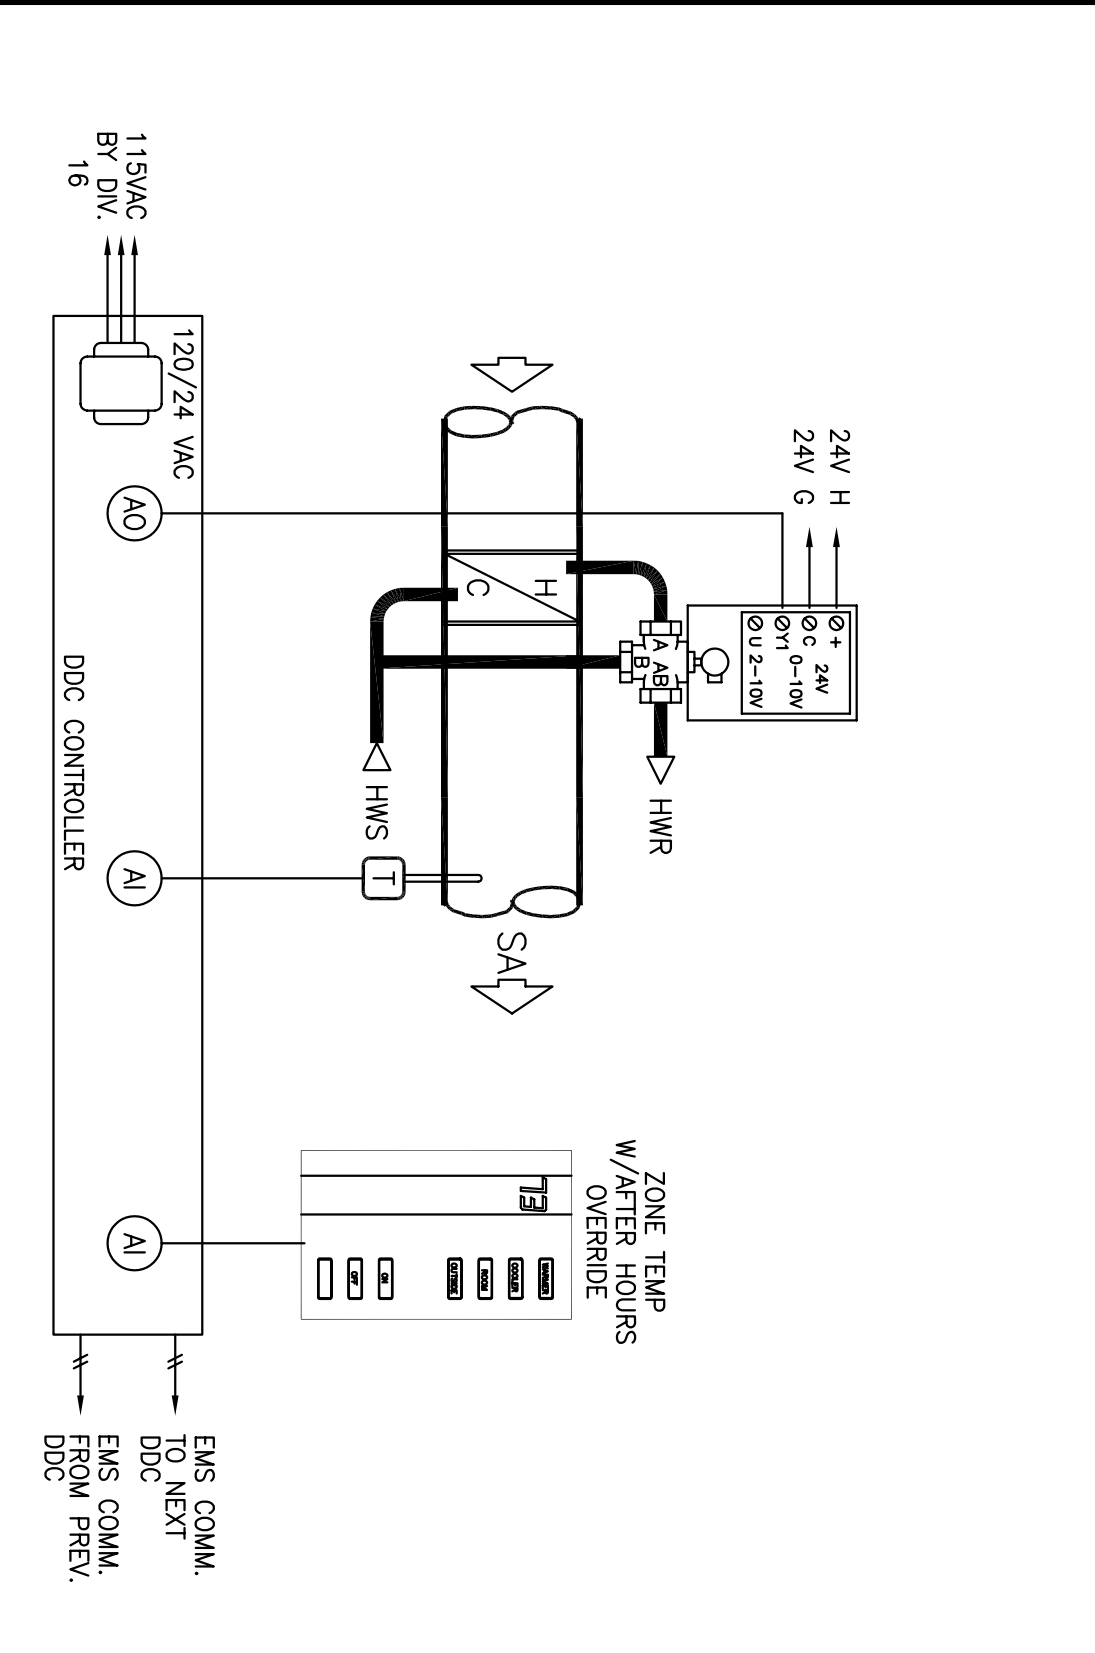 24V H
24V G
+
24V
C
0-10V
Y1
U 2-10V
A AB
B
HWR
H
C
HWS
T
SA
ZONE TEMP
W/AFTER HOURS
OVERRIDE
73
WARMER
COOLER
ROOM
OUTSIDE
ON
OFF
115VAC
BY DIV.
16
120/24 VAC
AO
AI
AI
DDC CONTROLLER
EMS COMM.
TO NEXT
DDC
EMS COMM.
FROM PREV.
DDC